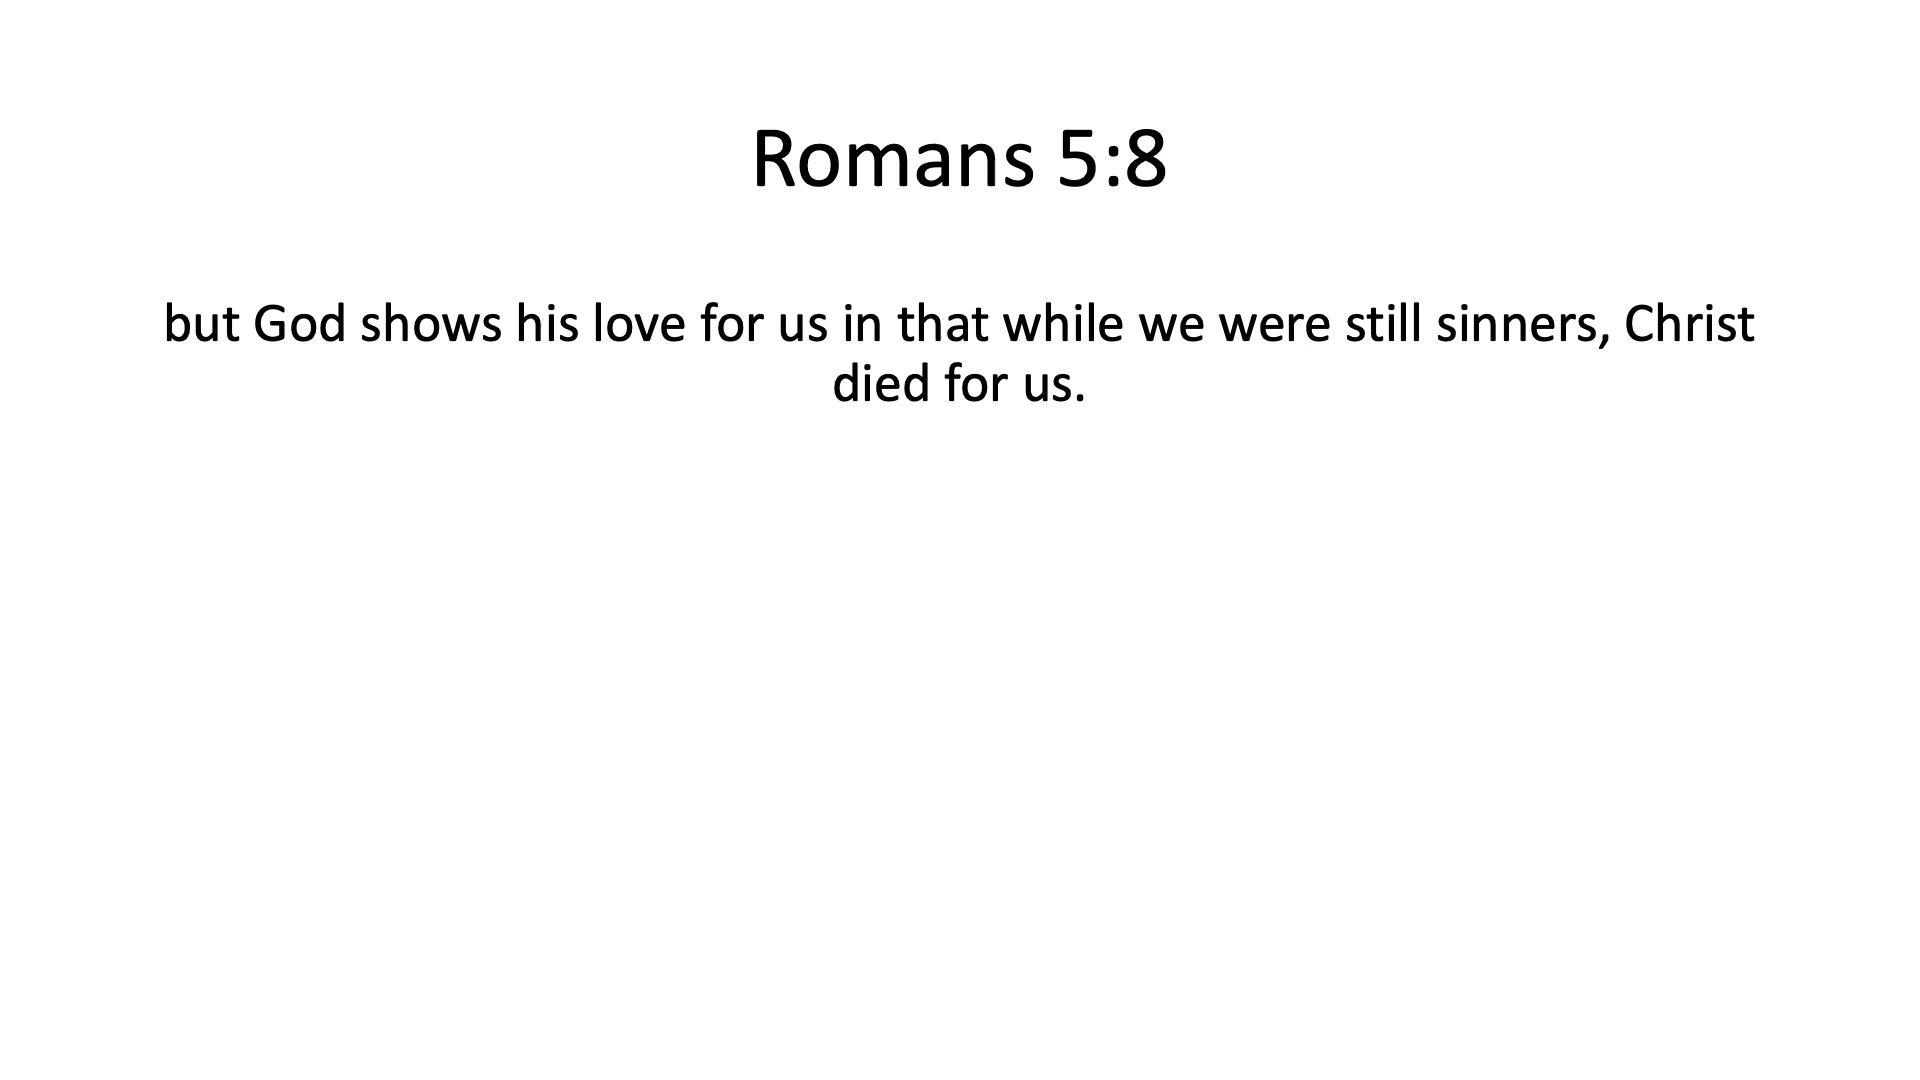 Romans 5:8
but God shows his love for us in that while we were still sinners, Christ
died for us.